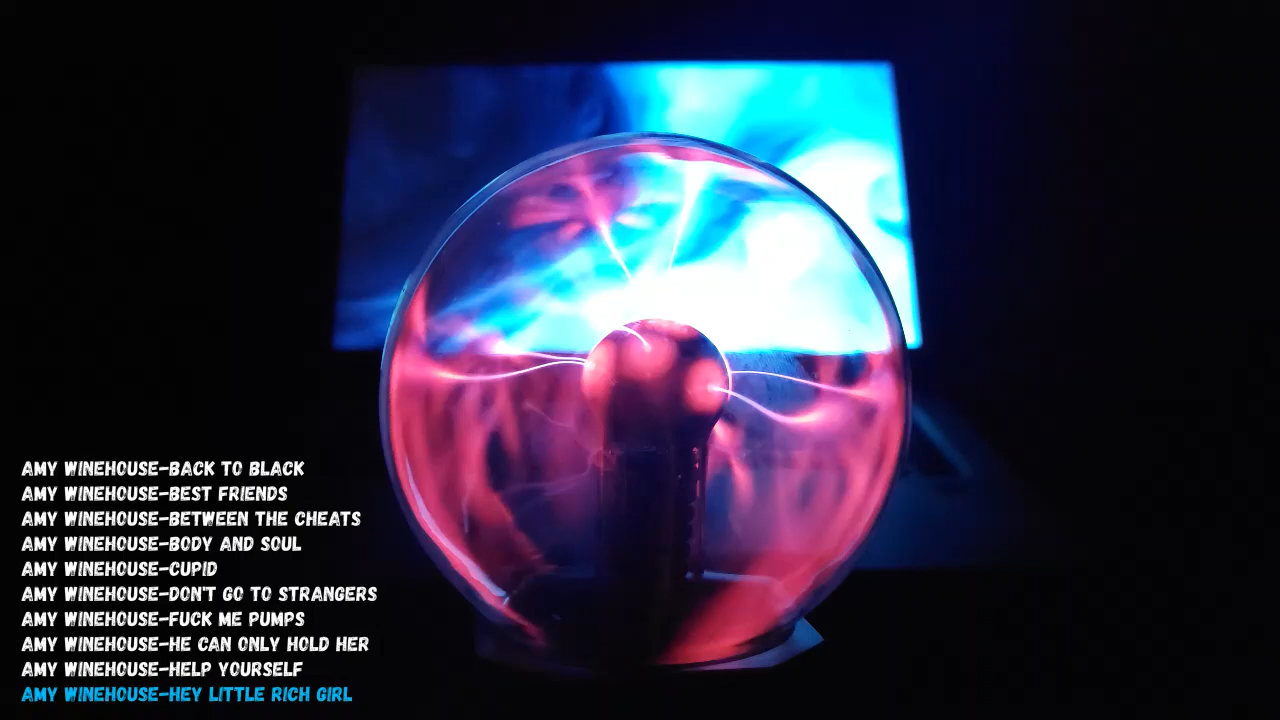 AMY WINEHOUSE-BACK TO BLACK
AMY WINEHOUSE-BEST FRIENDS
AMY WINEHOUSE-BETWEEN THE CHEATS
AMY WINEHOUSE-BODY AND SOUL
AMY WINEHOUSE-CUPID
AMY WINEHOUSE-DON'T GO TO STRANGERS
AMY WINEHOUSE-FUCK ME PUMPS
AMY WINEHOUSE-HE CAN ONLY HOLD HER
AMY WINEHOUSE-HELP YOURSELF
AMY WINEHOUSE-HEY LITTLE RICH GIRL